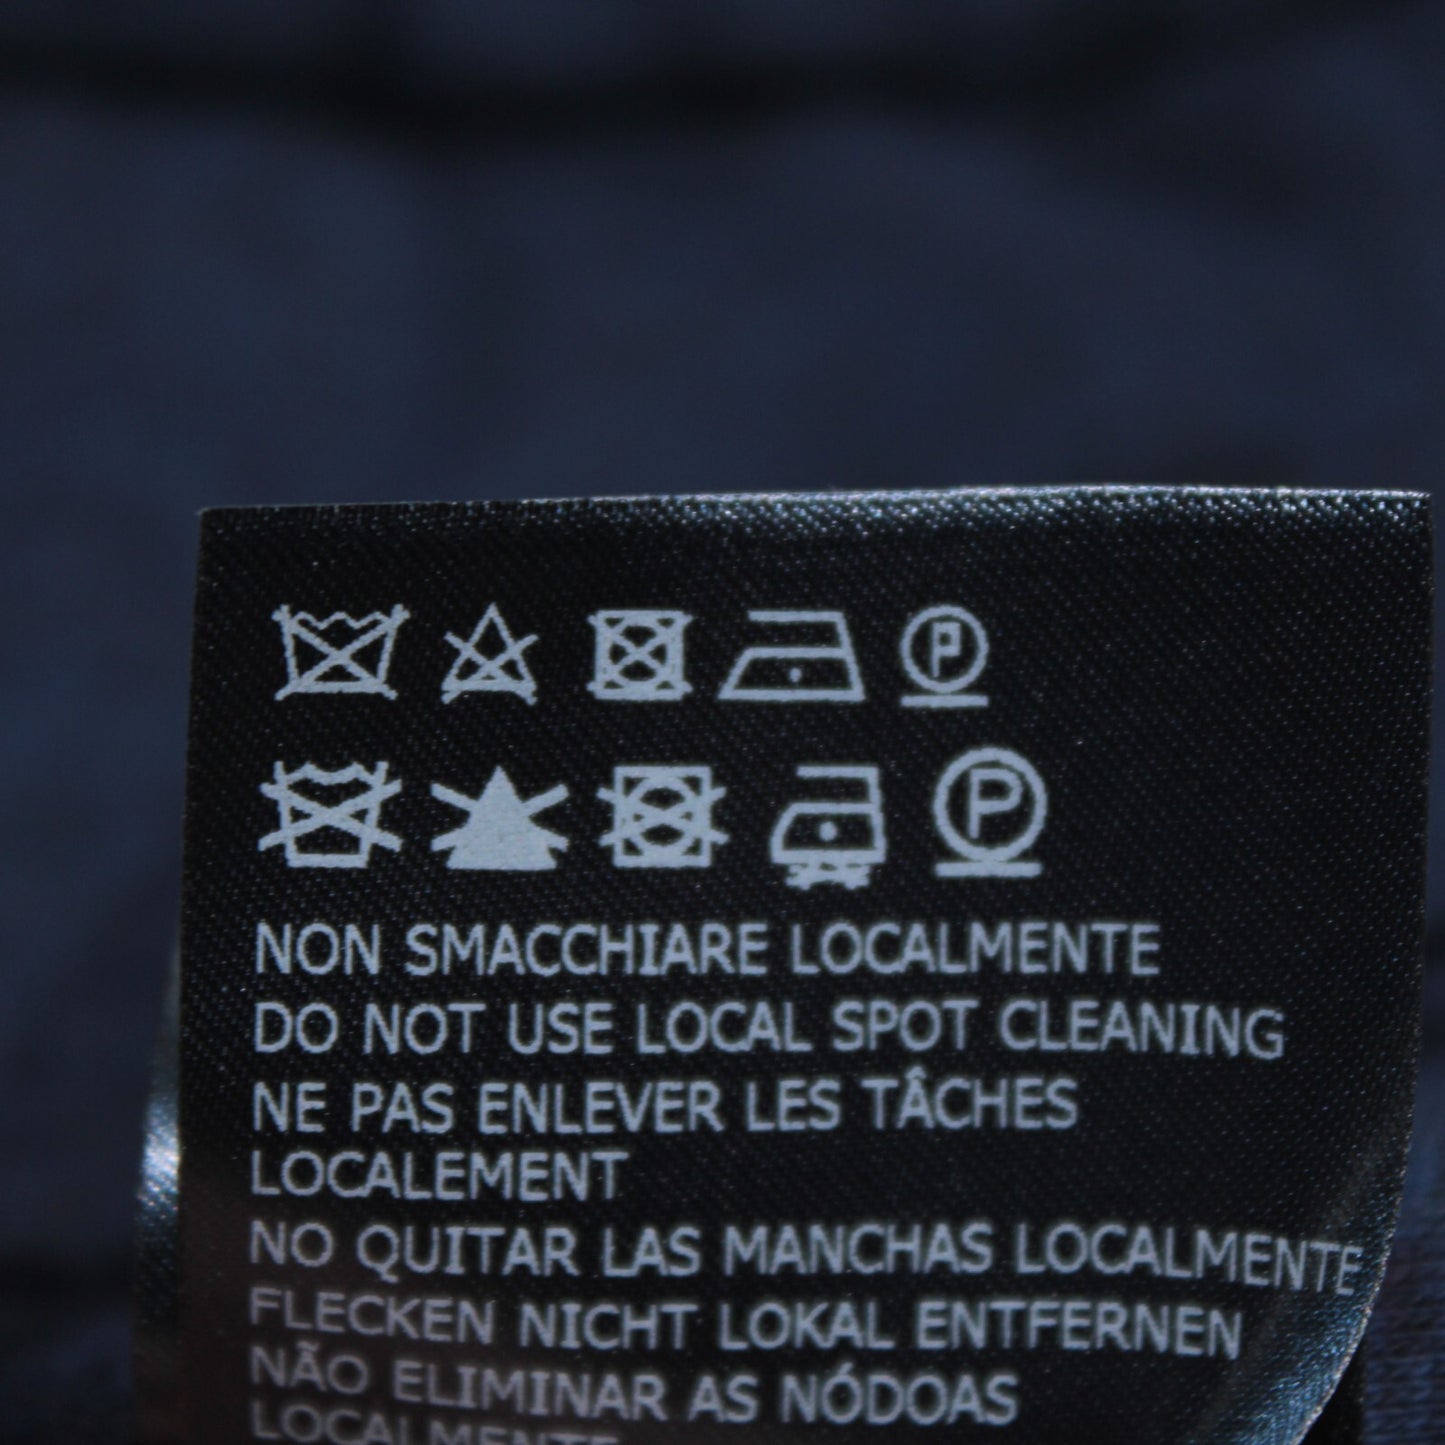 P
P
NON SMACCHIARE LOCALMENTE
DO NOT USE LOCAL SPOT CLEANING
NE PAS ENLEVER LES TÂCHES
LOCALEMENT
NO QUITAR LAS MANCHAS LOCALMENTE
FLECKEN NICHT LOKAL ENTFERNEN
NÃO ELIMINAR AS NÓDOAS
LOCALMENTE